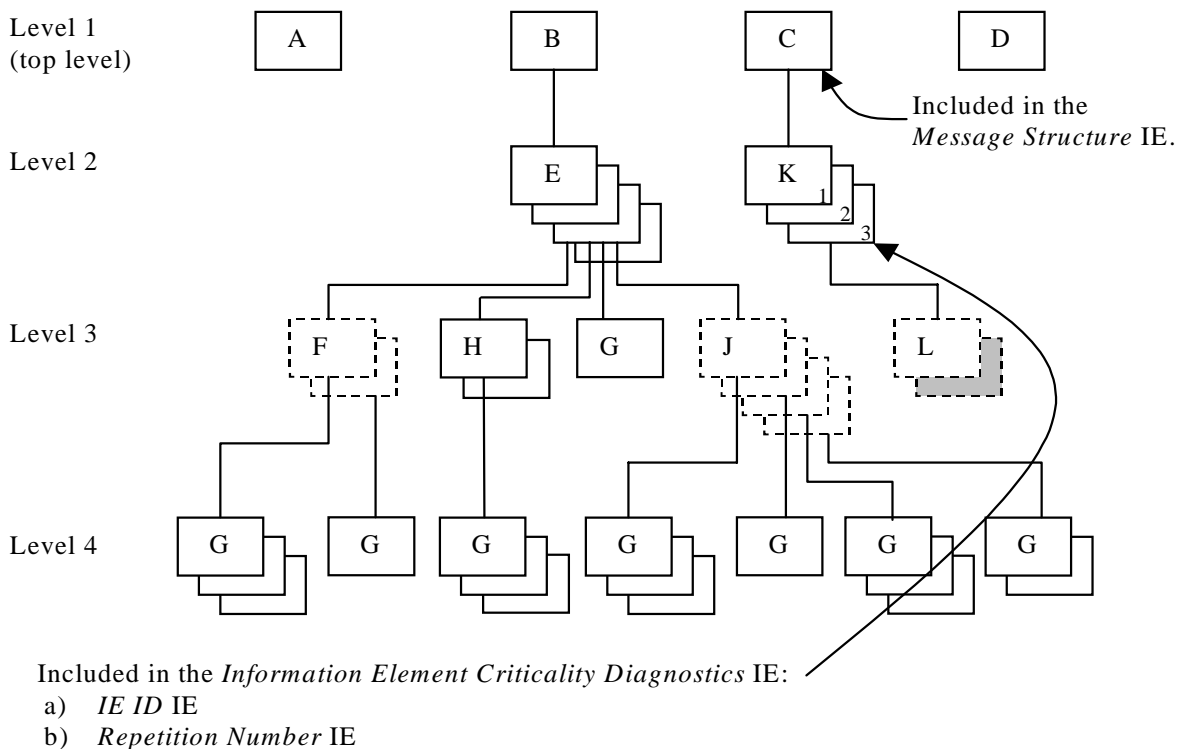 Level 1
(top level)
A
B
C
D
Included in the
Message Structure IE.
Level 2
E
K
1
2
3
Level 3
F
H
G
J
L
Level 4
G
G
G
G
G
G
G
Included in the Information Element Criticality Diagnostics IE:
a) IE ID IE
b) Repetition Number IE